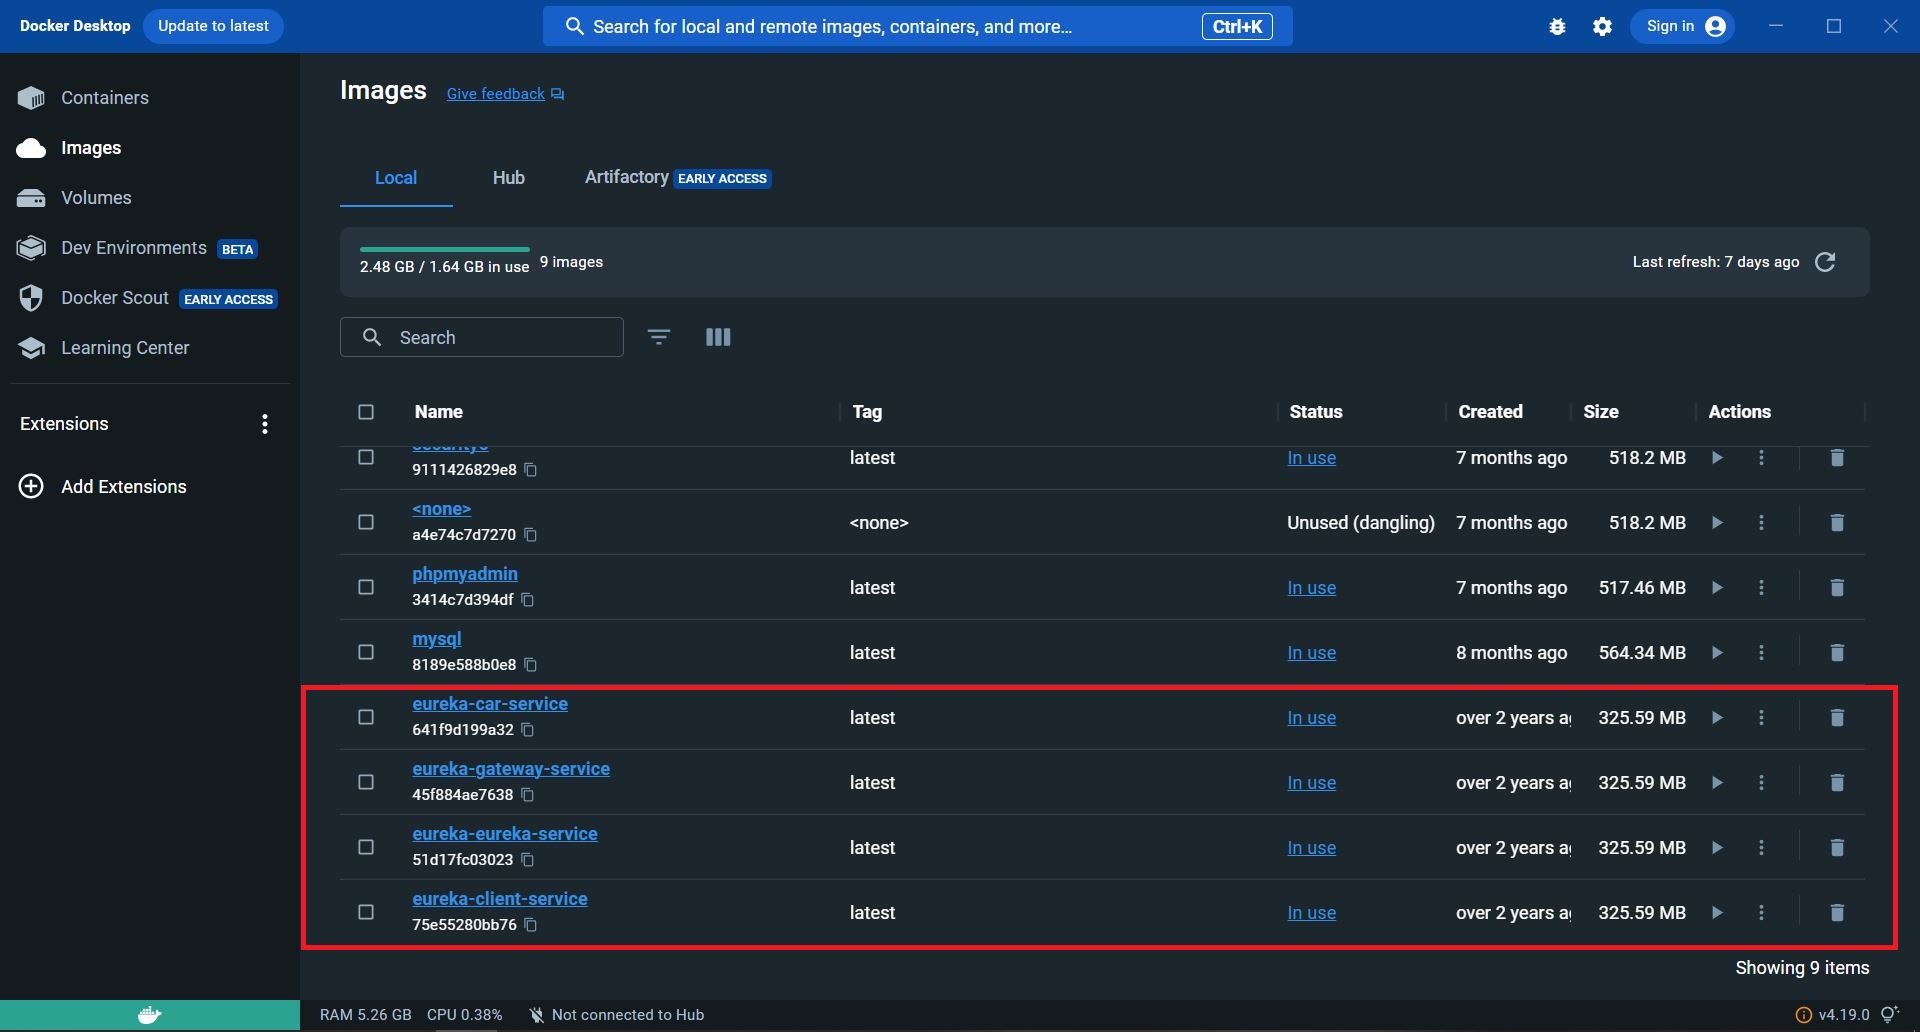 Docker Desktop
Update to latest
Search for local and remote images, containers, and more...
Ctrl+K
Sign in
Containers
Images
Volumes
Dev Environments BETA
Docker Scout EARLY ACCESS
Learning Center
Extensions
Add Extensions
Images Give feedback
Local Hub Artifactory EARLY ACCESS
2.48 GB / 1.64 GB in use 9 images
Last refresh: 7 days ago
Search
Name Tag Status Created Size Actions
latest In use 7 months ago 518.2 MB
9111426829e8
<none>
<none> Unused (dangling) 7 months ago 518.2 MB
a4e74c7d7270
phpmyadmin
latest In use 7 months ago 517.46 MB
3414c7d394df
mysql
latest In use 8 months ago 564.34 MB
8189e588b0e8
eureka-car-service
latest In use over 2 years a 325.59 MB
641f9d199a32
eureka-gateway-service
latest In use over 2 years a 325.59 MB
45f884ae7638
eureka-eureka-service
latest In use over 2 years a 325.59 MB
51d17fc03023
eureka-client-service
latest In use over 2 years a 325.59 MB
75e55280bb76
Showing 9 items
RAM 5.26 GB CPU 0.38% Not connected to Hub
v4.19.0